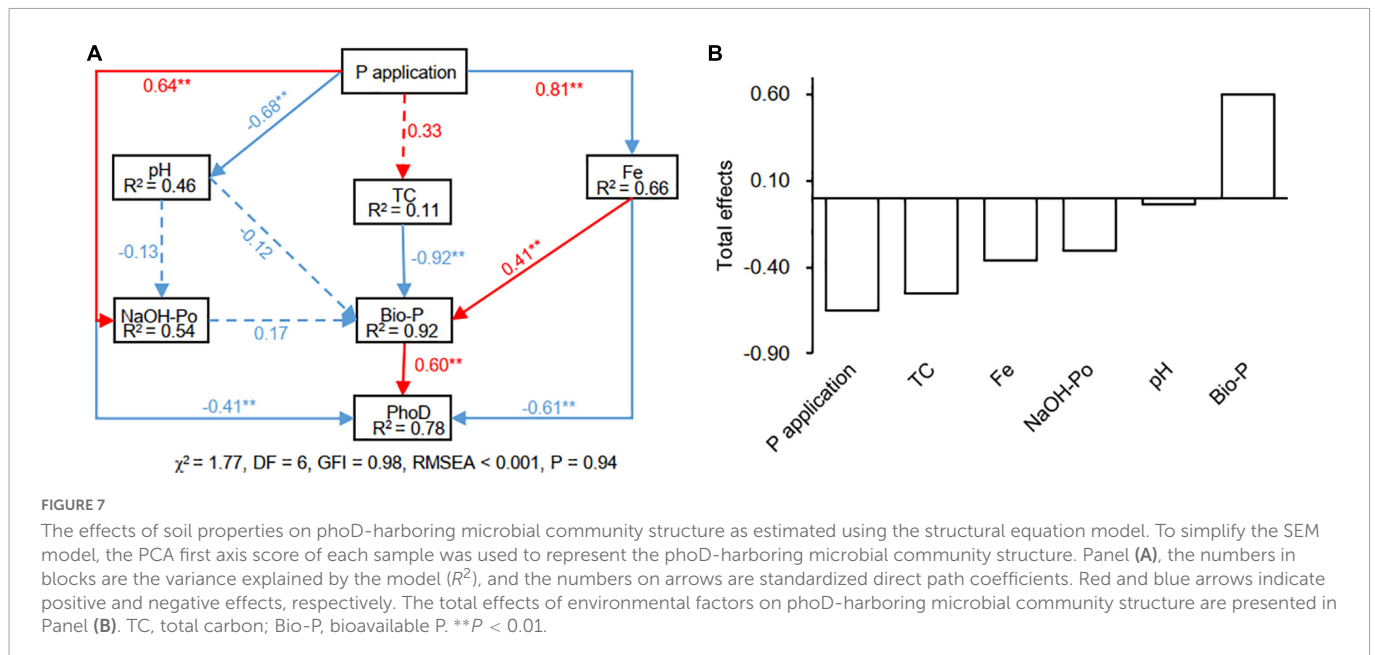 A
P application
0.64**
-0.68**
0.33
0.81**
pH
R² = 0.46
TC
R² = 0.11
Fe
R² = 0.66
-0.13
-0.12
-0.92**
0.41**
NaOH-Po
R² = 0.54
0.17
Bio-P
R² = 0.92
0.60**
-0.41**
-0.61**
PhoD
R² = 0.78
χ² = 1.77, DF = 6, GFI = 0.98, RMSEA < 0.001, P = 0.94
B
Total effects
0.60
0.10
-0.40
-0.90
P application
TC
Fe
NaOH-Po
pH
Bio-P
FIGURE 7
The effects of soil properties on phoD-harboring microbial community structure as estimated using the structural equation model. To simplify the SEM
model, the PCA first axis score of each sample was used to represent the phoD-harboring microbial community structure. Panel (A), the numbers in
blocks are the variance explained by the model (R²), and the numbers on arrows are standardized direct path coefficients. Red and blue arrows indicate
positive and negative effects, respectively. The total effects of environmental factors on phoD-harboring microbial community structure are presented in
Panel (B). TC, total carbon; Bio-P, bioavailable P. **P < 0.01.